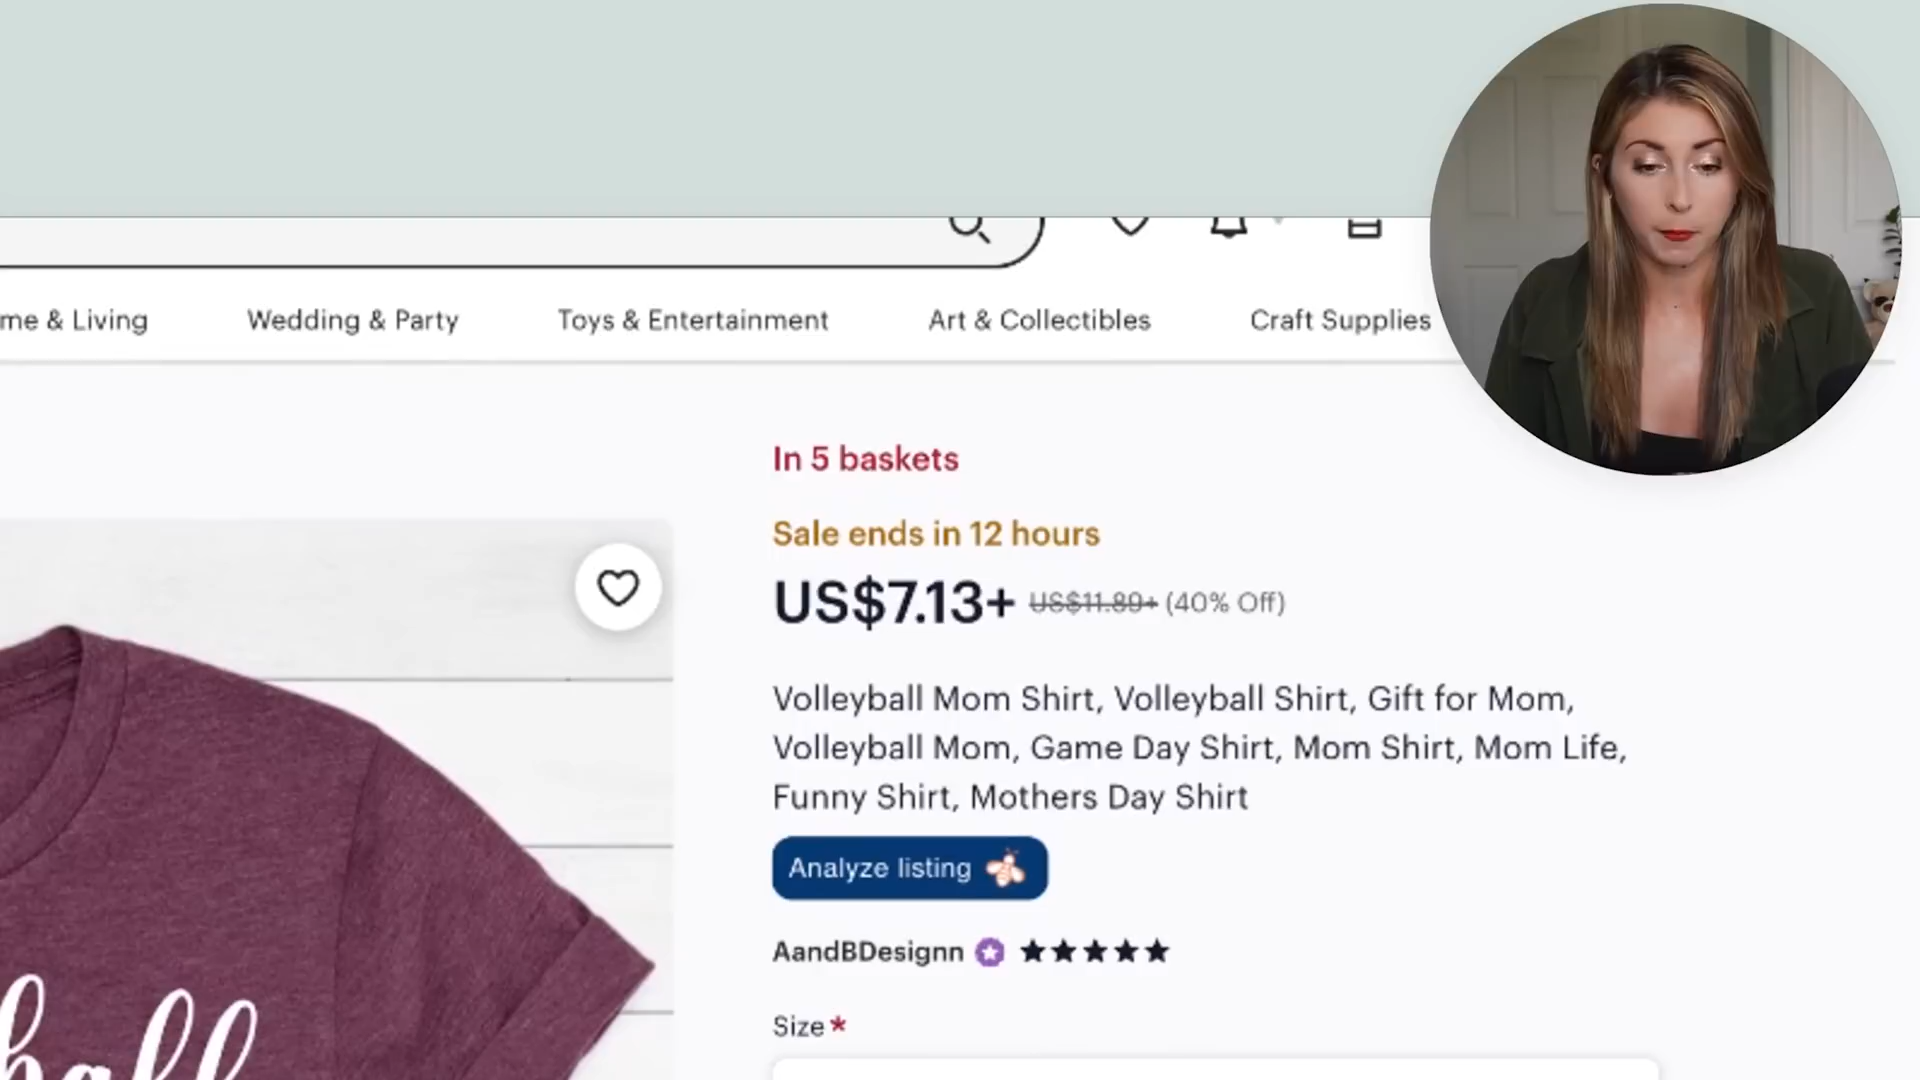 me & Living Wedding & Party Toys & Entertainment Art & Collectibles Craft Supplies
In 5 baskets
Sale ends in 12 hours
US$7.13+ US$11.89+ (40% Off)
Volleyball Mom Shirt, Volleyball Shirt, Gift for Mom,
Volleyball Mom, Game Day Shirt, Mom Shirt, Mom Life,
Funny Shirt, Mothers Day Shirt
Analyze listing
AandBDesignn
Size*
ball